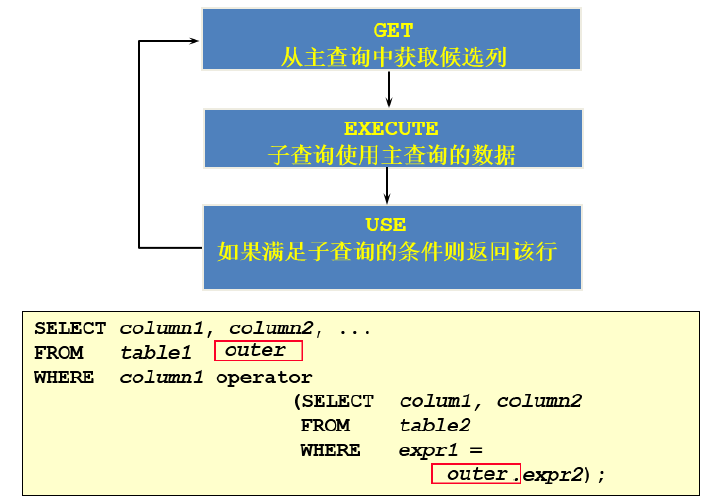 GET
从主查询中获取候选列
EXECUTE
子查询使用主查询的数据
USE
如果满足子查询的条件则返回该行
SELECT column1, column2, ...
FROM table1 outer
WHERE column1 operator
(SELECT colum1, column2
FROM table2
WHERE expr1 =
outer.expr2);